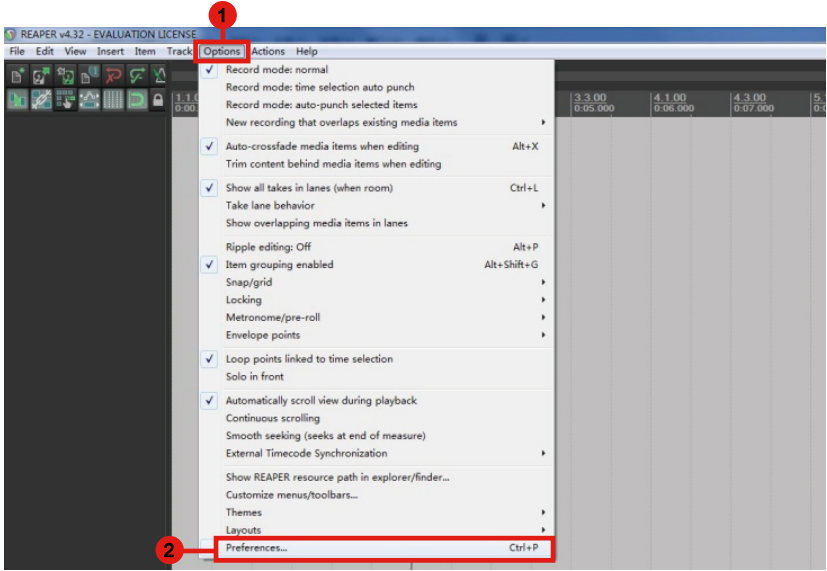 1
REAPER v4.32 - EVALUATION LICENSE
File Edit View Insert Item Track Options Actions Help
✓ Record mode: normal
Record mode: time selection auto punch
Record mode: auto-punch selected items
New recording that overlaps existing media items
✓ Auto-crossfade media items when editing Alt+X
Trim content behind media items when editing
✓ Show all takes in lanes (when room) Ctrl+L
Take lane behavior
Show overlapping media items in lanes
Ripple editing: Off Alt+P
✓ Item grouping enabled Alt+Shift+G
Snap/grid
Locking
Metronome/pre-roll
Envelope points
✓ Loop points linked to time selection
Solo in front
✓ Automatically scroll view during playback
Continuous scrolling
Smooth seeking (seeks at end of measure)
External Timecode Synchronization
Show REAPER resource path in explorer/finder...
Customize menus/toolbars...
Themes
Layouts
2 Preferences... Ctrl+P
3.3.00 4.1.00 4.3.00
0:05.000 0:06.000 0:07.000